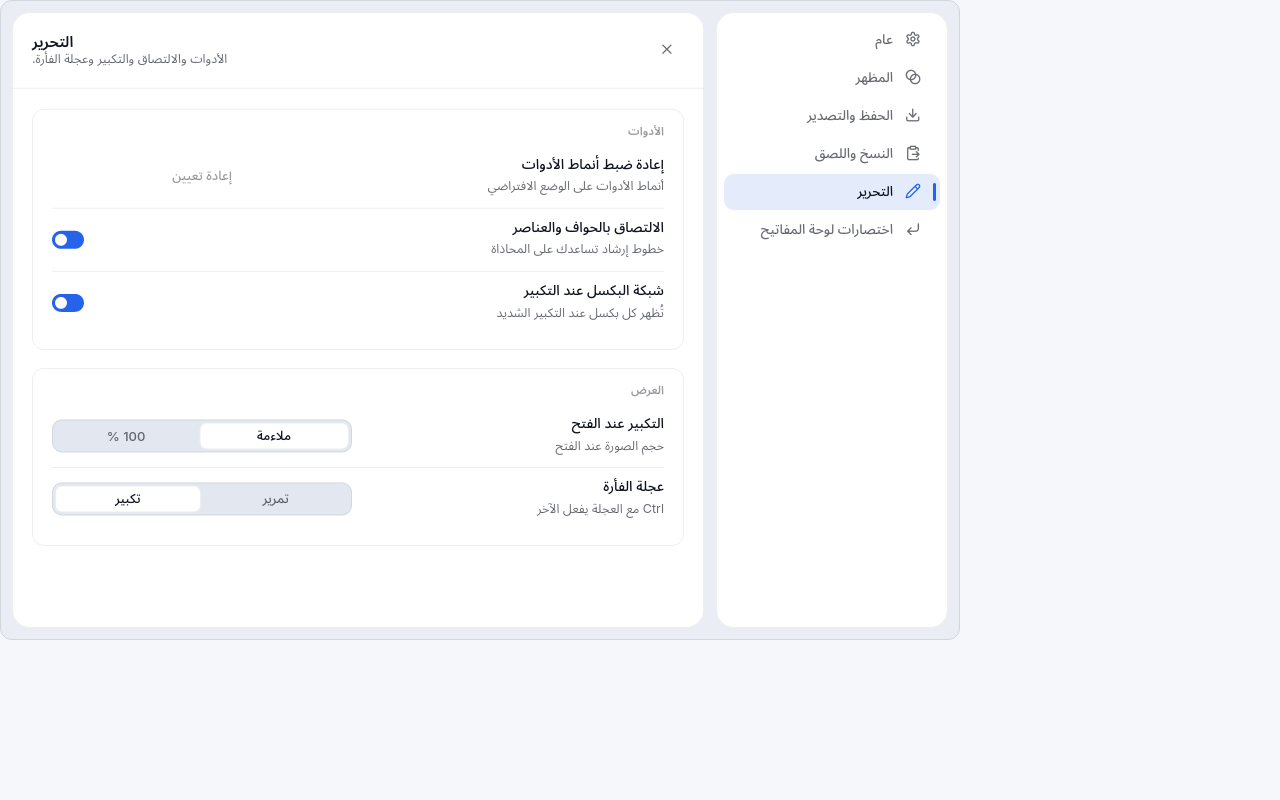 عام
المظهر
الحفظ والتصدير
النسخ واللصق
التحرير
اختصارات لوحة المفاتيح
التحرير
الأدوات والالتصاق والتكبير وعجلة الفأرة.
الأدوات
إعادة ضبط أنماط الأدوات
أنماط الأدوات على الوضع الافتراضي
إعادة تعيين
الالتصاق بالحواف والعناصر
خطوط إرشاد تساعدك على المحاذاة
شبكة البكسل عند التكبير
تُظهر كل بكسل عند التكبير الشديد
العرض
التكبير عند الفتح
حجم الصورة عند الفتح
ملاءمة
100 %
عجلة الفأرة
Ctrl مع العجلة يفعل الآخر
تمرير
تكبير